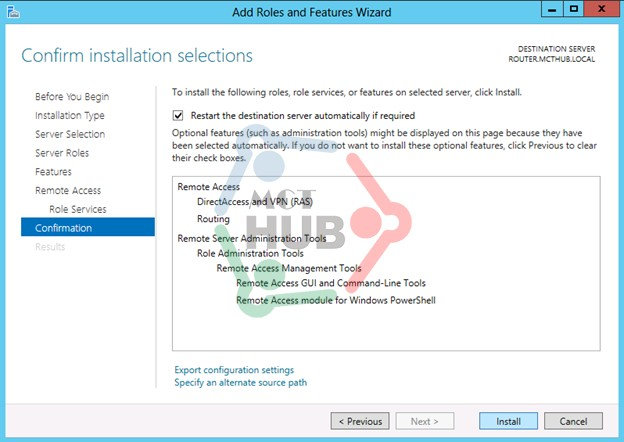 Add Roles and Features Wizard
Confirm installation selections
DESTINATION SERVER
ROUTER.MCTHUB.LOCAL
Before You Begin
Installation Type
Server Selection
Server Roles
Features
Remote Access
Role Services
Confirmation
Results
To install the following roles, role services, or features on selected server, click Install.
Restart the destination server automatically if required
Optional features (such as administration tools) might be displayed on this page because they have
been selected automatically. If you do not want to install these optional features, click Previous to clear
their check boxes.
Remote Access
DirectAccess and VPN (RAS)
Routing
Remote Server Administration Tools
Role Administration Tools
Remote Access Management Tools
Remote Access GUI and Command-Line Tools
Remote Access module for Windows PowerShell
MCT
HUB
Export configuration settings
Specify an alternate source path
< Previous
Next >
Install
Cancel